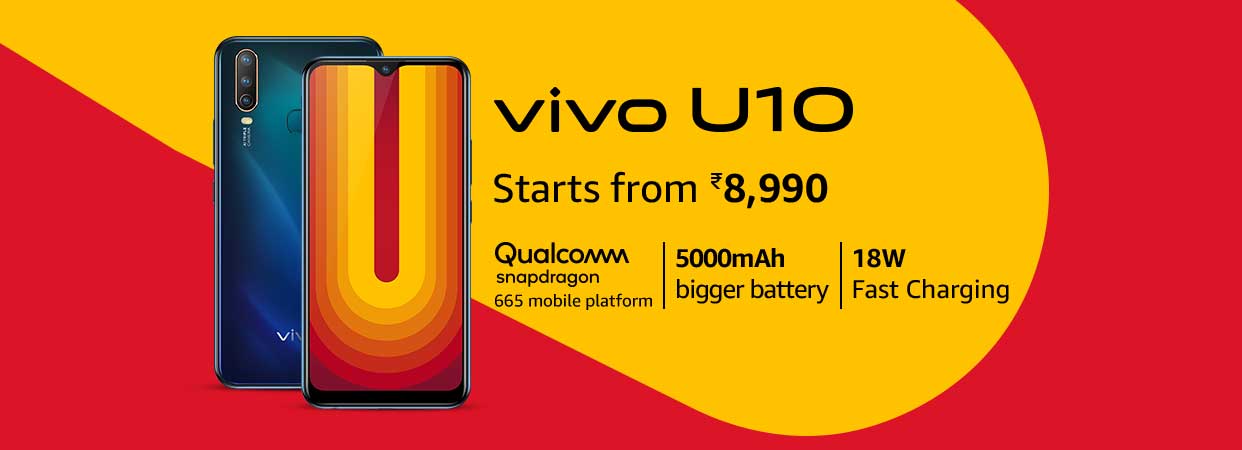 vivo U10
Starts from ₹8,990
Qualcomm
snapdragon
665 mobile platform
5000mAh
bigger battery
18W
Fast Charging